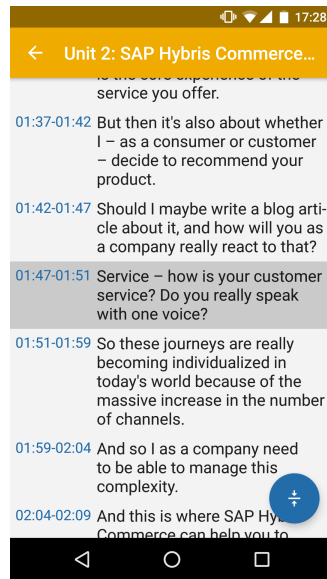 17:28
Unit 2: SAP Hybris Commerce...
is the core experience of the
service you offer.
01:37-01:42 But then it's also about whether
I – as a consumer or customer
– decide to recommend your
product.
01:42-01:47 Should I maybe write a blog arti-
cle about it, and how will you as
a company really react to that?
01:47-01:51 Service – how is your customer
service? Do you really speak
with one voice?
01:51-01:59 So these journeys are really
becoming individualized in
today's world because of the
massive increase in the number
of channels.
01:59-02:04 And so I as a company need
to be able to manage this
complexity.
02:04-02:09 And this is where SAP Hy
Commerce can help you to